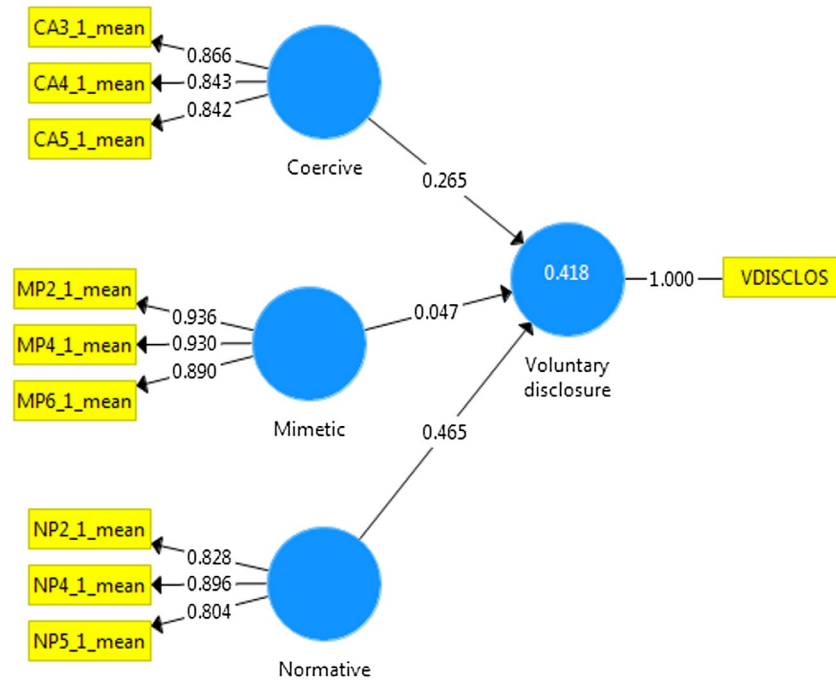 CA3_1_mean
0.866
CA4_1_mean
0.843
CA5_1_mean
0.842
Coercive
0.265
MP2_1_mean
0.936
MP4_1_mean
0.930
MP6_1_mean
0.890
Mimetic
0.047
0.418
1.000
VDISCLOS
Voluntary
disclosure
0.465
NP2_1_mean
0.828
NP4_1_mean
0.896
NP5_1_mean
0.804
Normative